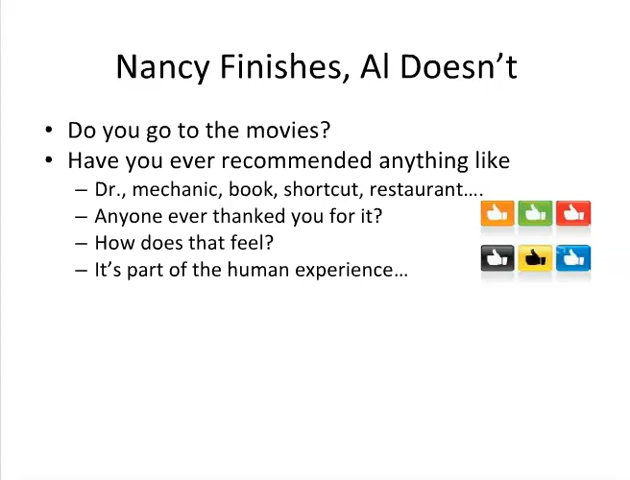 Nancy Finishes, Al Doesn’t
• Do you go to the movies?
• Have you ever recommended anything like
– Dr., mechanic, book, shortcut, restaurant….
– Anyone ever thanked you for it?
– How does that feel?
– It’s part of the human experience…